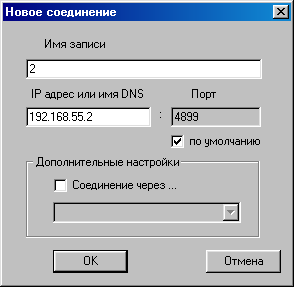 Новое соединение
Имя записи
2
IP адрес или имя DNS Порт
192.168.55.2 : 4899
по умолчанию
Дополнительные настройки
Соединение через ...
OK Отмена